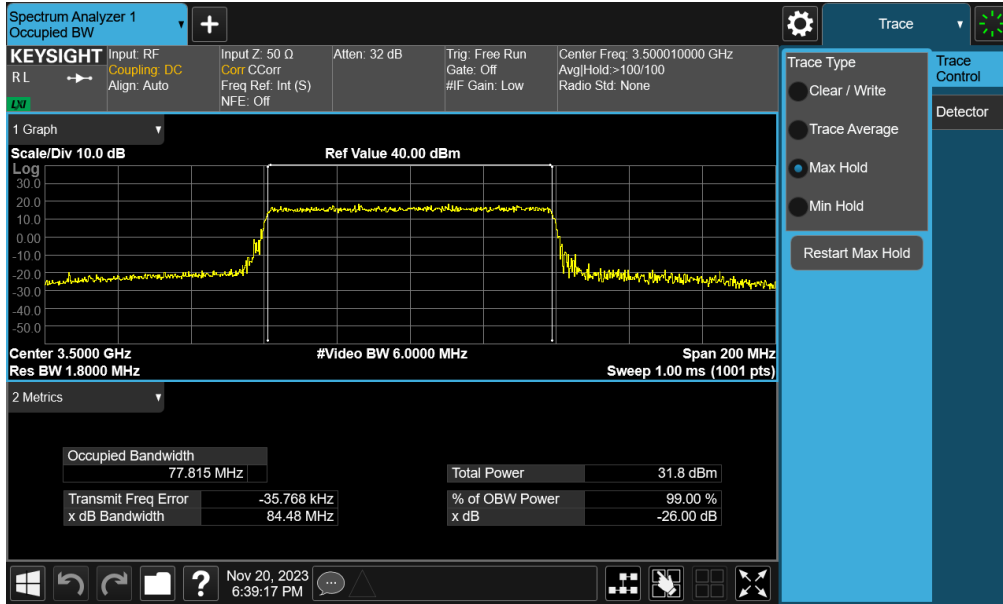 Spectrum Analyzer 1
Occupied BW
Trace
KEYSIGHT
R L
LXI
Input: RF
Coupling: DC
Align: Auto
Input Z: 50 Ω
Corr CCorr
Freq Ref: Int (S)
NFE: Off
Atten: 32 dB
Trig: Free Run
Gate: Off
#IF Gain: Low
Center Freq: 3.500010000 GHz
Avg|Hold:>100/100
Radio Std: None
Trace Type
Clear / Write
Trace Average
Max Hold
Min Hold
Restart Max Hold
Trace
Control
Detector
1 Graph
Scale/Div 10.0 dB
Ref Value 40.00 dBm
Log
30.0
20.0
10.0
0.00
-10.0
-20.0
-30.0
-40.0
-50.0
Center 3.5000 GHz
#Video BW 6.0000 MHz
Span 200 MHz
Res BW 1.8000 MHz
Sweep 1.00 ms (1001 pts)
2 Metrics
Occupied Bandwidth
77.815 MHz
Total Power 31.8 dBm
Transmit Freq Error -35.768 kHz
% of OBW Power 99.00 %
x dB Bandwidth 84.48 MHz
x dB -26.00 dB
?
Nov 20, 2023
6:39:17 PM